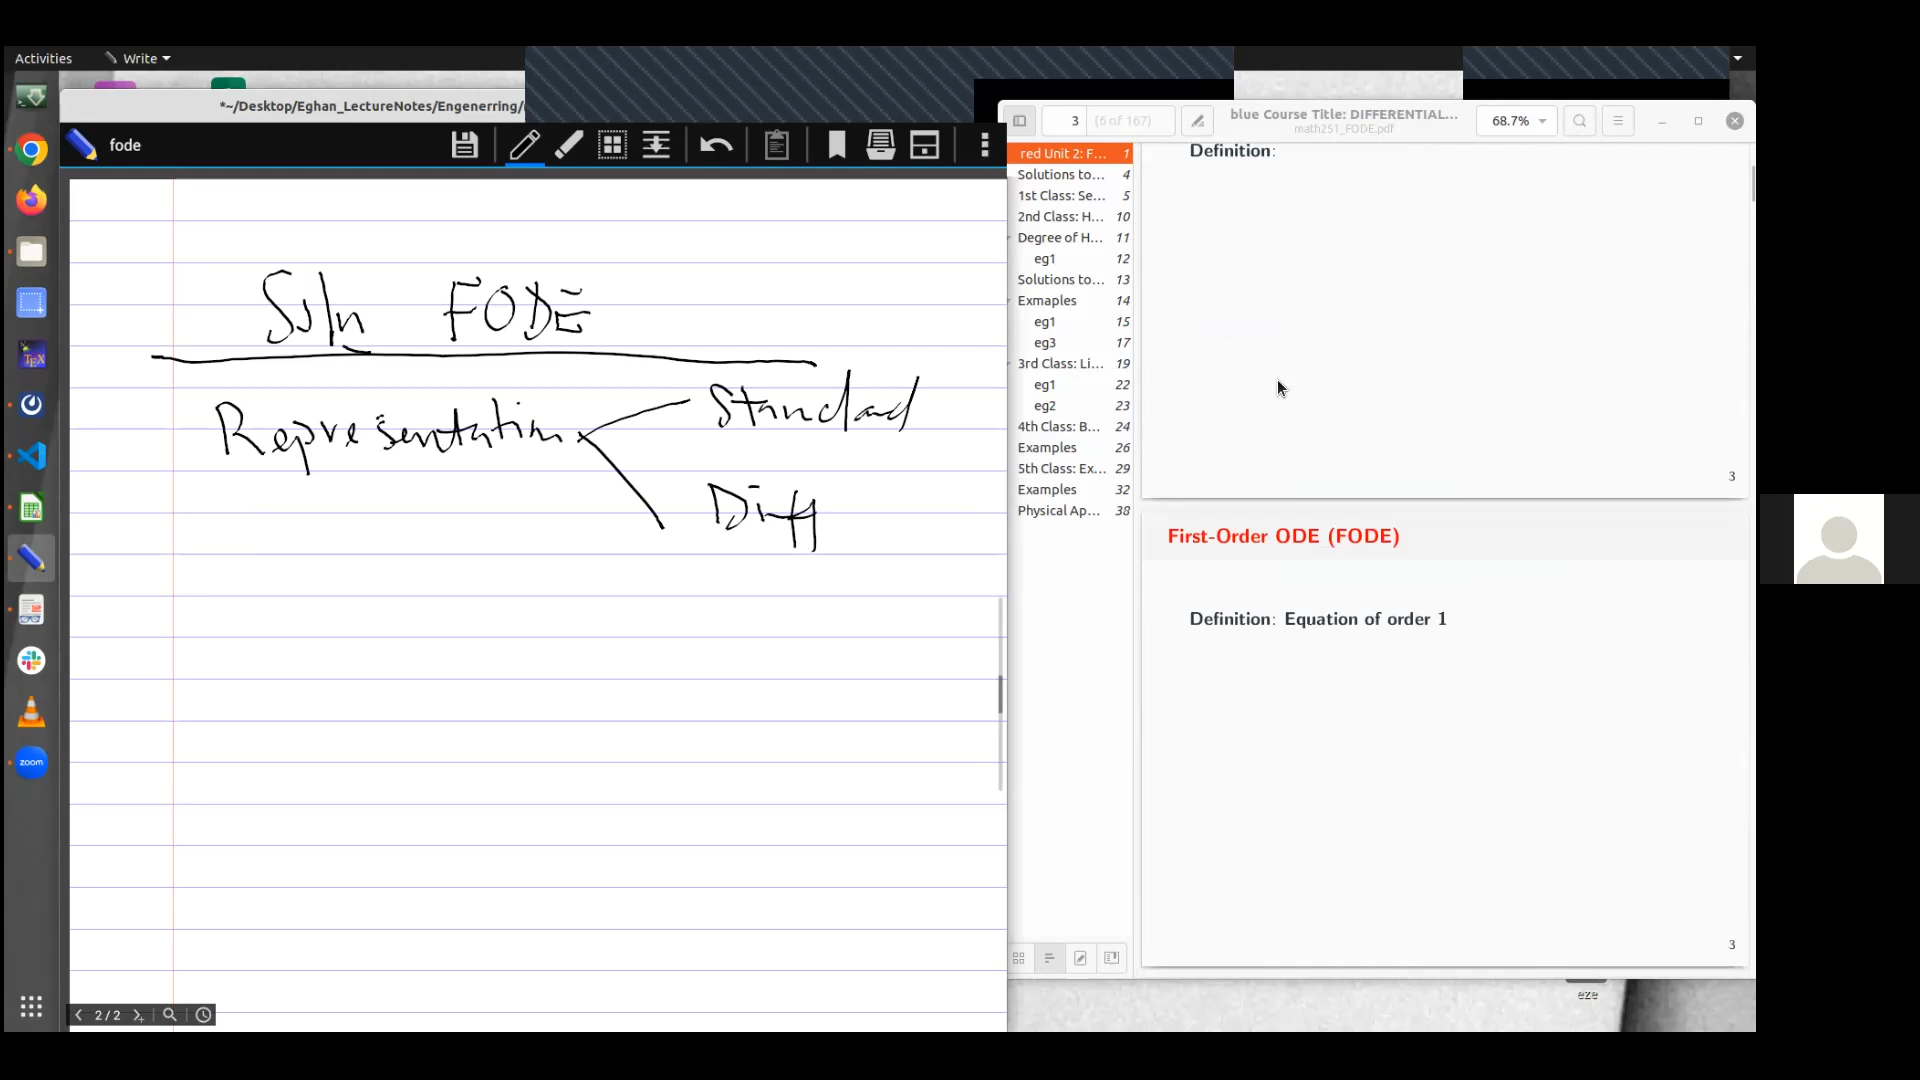 Activities
Write
*~/Desktop/Eghan_LectureNotes/Engenerring/
fode
Soln FODE
Representation
Standard
Diff
2/2
zoom
3 (6 of 167)
blue Course Title: DIFFERENTIAL...
math251_FODE.pdf
68.7%
red Unit 2: F... 1
Solutions to... 4
1st Class: Se... 5
2nd Class: H... 10
Degree of H... 11
eg1 12
Solutions to... 13
Exmaples 14
eg1 15
eg3 17
3rd Class: Li... 19
eg1 22
eg2 23
4th Class: B... 24
Examples 26
5th Class: Ex... 29
Examples 32
Physical Ap... 38
Definition:
3
First-Order ODE (FODE)
Definition: Equation of order 1
3
eze